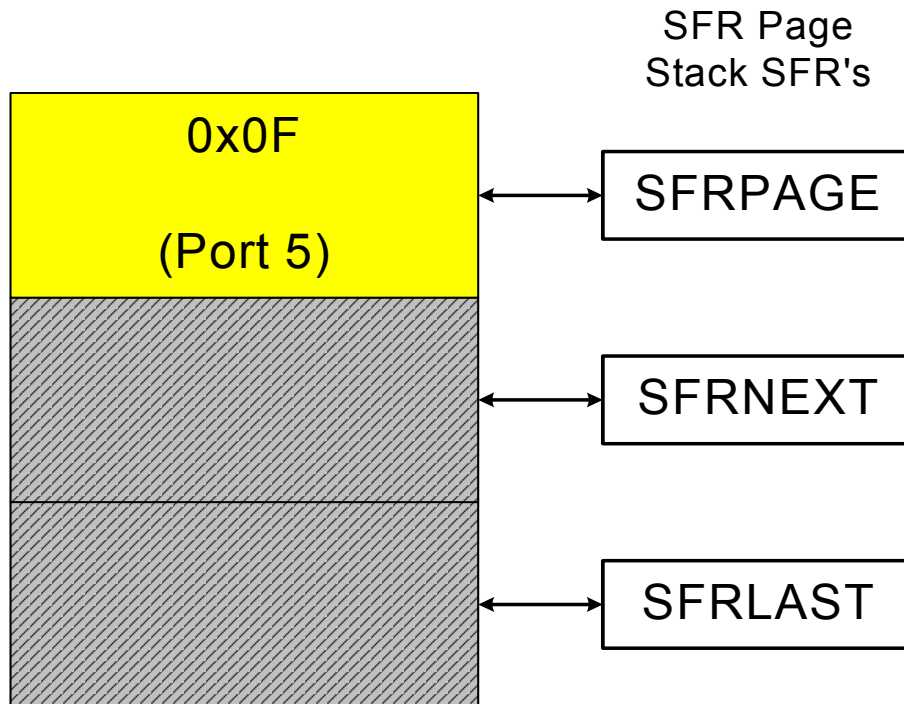 SFR Page
Stack SFR's
0x0F
(Port 5)
SFRPAGE
SFRNEXT
SFRLAST